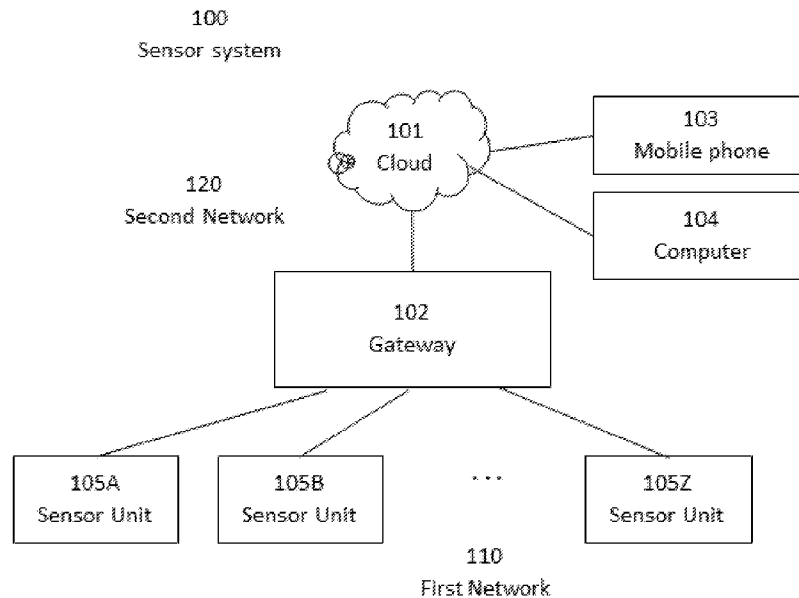 100
Sensor system
101
Cloud
103
Mobile phone
120
Second Network
104
Computer
102
Gateway
105A
Sensor Unit
105B
Sensor Unit
...
105Z
Sensor Unit
110
First Network